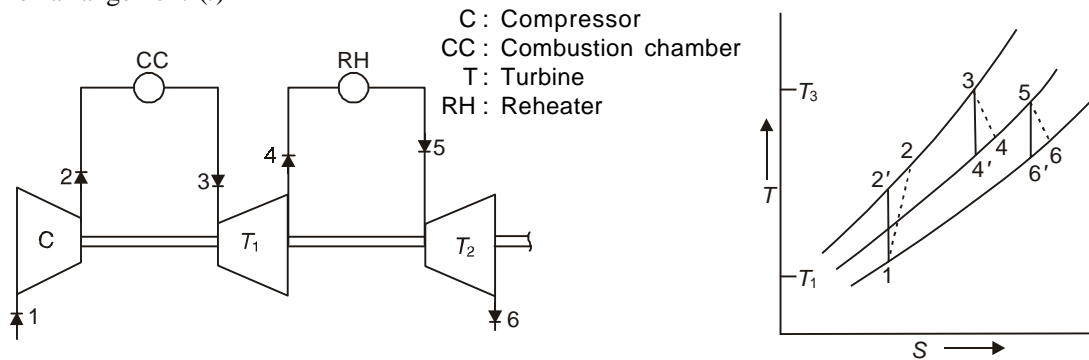 C : Compressor
CC : Combustion chamber
T : Turbine
RH : Reheater
CC
RH
2
3
4
5
C
T₁
T₂
1
6
T₃
T
T₁
3
5
2
2′
4
4′
6′
6
1
S